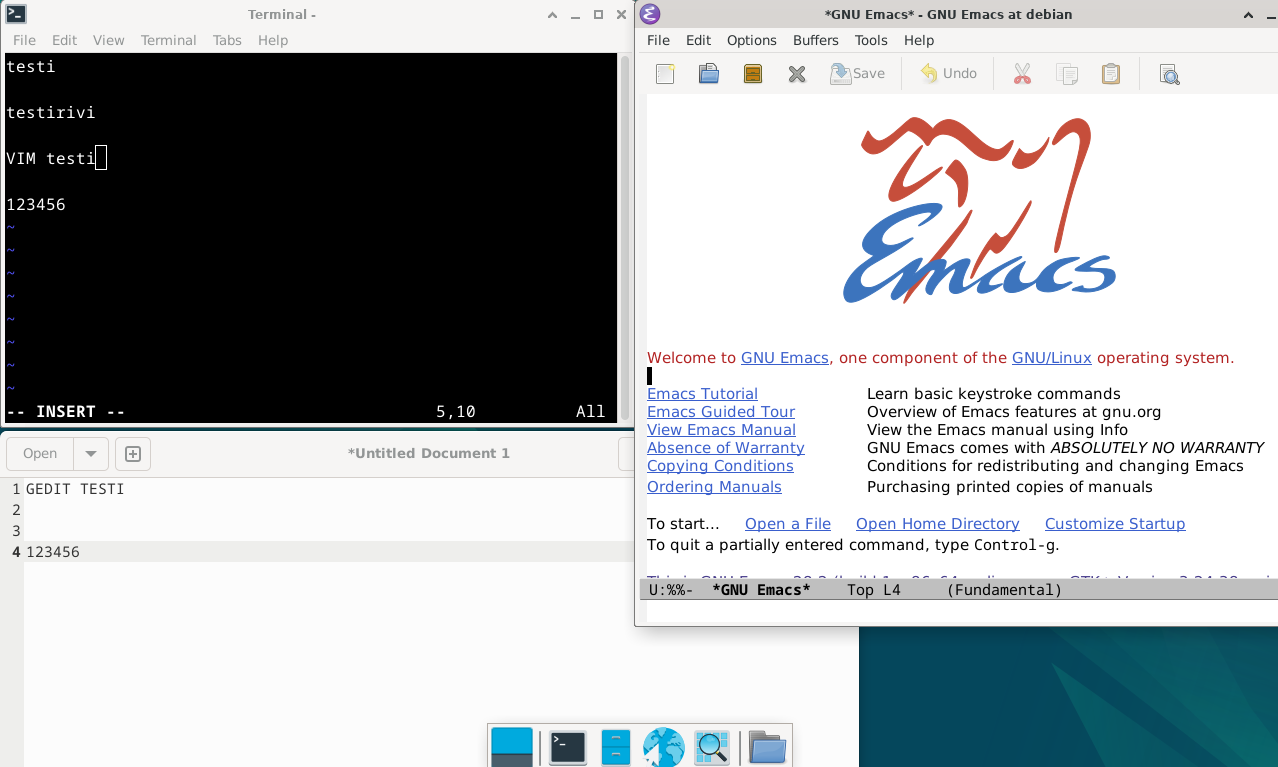 Terminal -
File Edit View Terminal Tabs Help
testi
testirivi
VIM testi
123456
~
~
~
~
~
~
~
~
-- INSERT -- 5,10 All
Open *Untitled Document 1
1 GEDIT TESTI
2
3
4 123456
*GNU Emacs* - GNU Emacs at debian
File Edit Options Buffers Tools Help
Save Undo
Emacs
Welcome to GNU Emacs, one component of the GNU/Linux operating system.
Emacs Tutorial Learn basic keystroke commands
Emacs Guided Tour Overview of Emacs features at gnu.org
View Emacs Manual View the Emacs manual using Info
Absence of Warranty GNU Emacs comes with ABSOLUTELY NO WARRANTY
Copying Conditions Conditions for redistributing and changing Emacs
Ordering Manuals Purchasing printed copies of manuals
To start... Open a File Open Home Directory Customize Startup
To quit a partially entered command, type Control-g.
U:%%- *GNU Emacs* Top L4 (Fundamental)